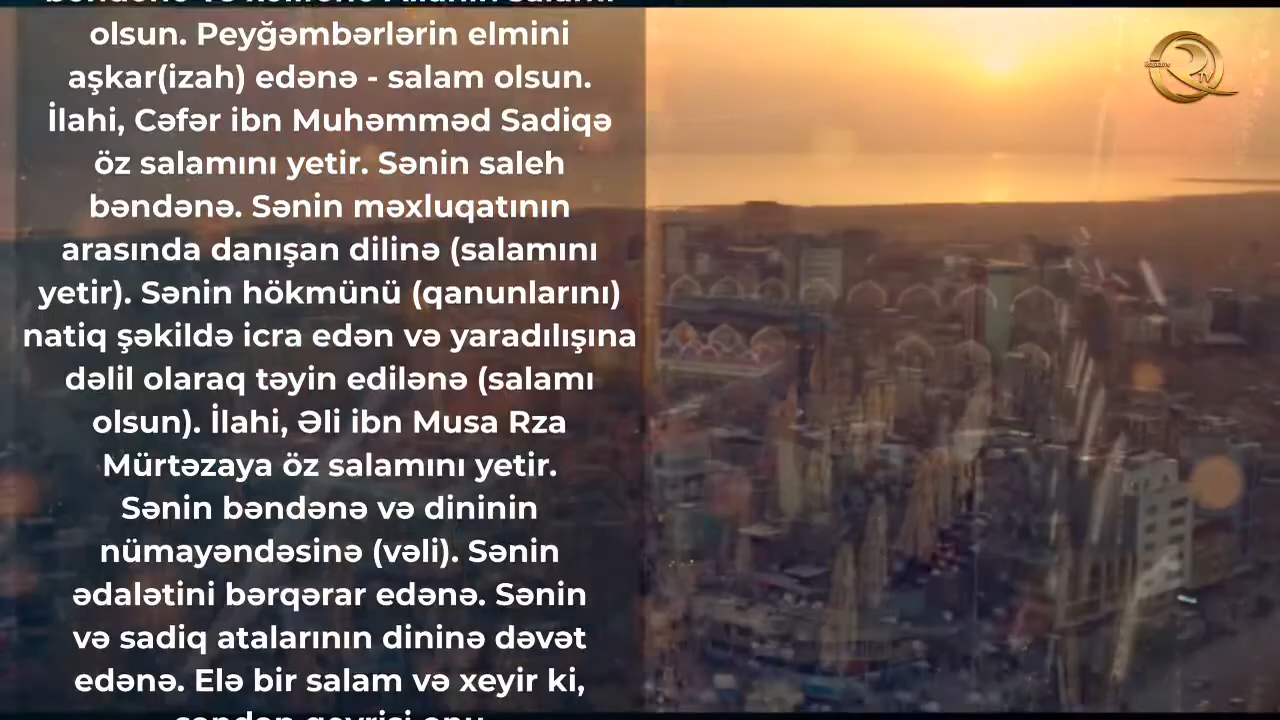 olsun. Peyğəmbərlərin elmini
aşkar(izah) edənə - salam olsun.
İlahi, Cəfər ibn Muhəmməd Sadiqə
öz salamını yetir. Sənin saleh
bəndənə. Sənin məxluqatının
arasında danışan dilinə (salamını
yetir). Sənin hökmünü (qanunlarını)
natiq şəkildə icra edən və yaradılışına
dəlil olaraq təyin edilənə (salamı
olsun). İlahi, Əli ibn Musa Rza
Mürtəzaya öz salamını yetir.
Sənin bəndənə və dininin
nümayəndəsinə (vəli). Sənin
ədalətini bərqərar edənə. Sənin
və sadiq atalarının dininə dəvət
edənə. Elə bir salam və xeyir ki,
TV